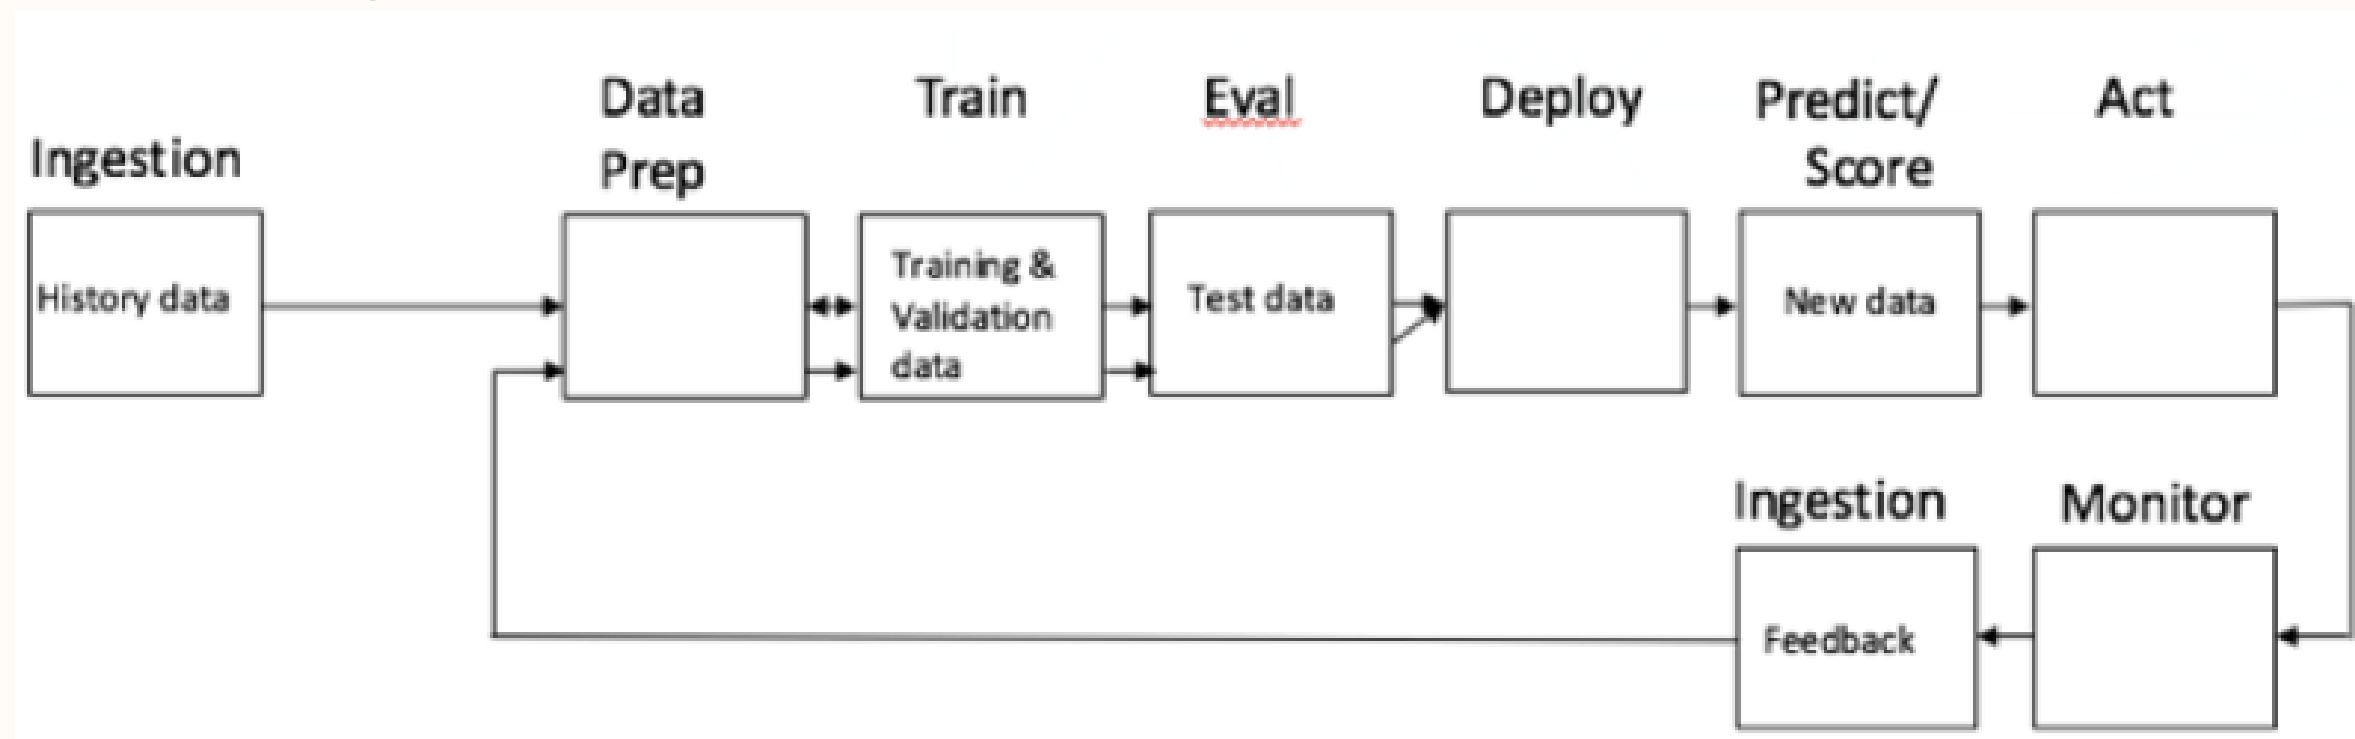 Ingestion
Data
Prep
Train
Eval
Deploy
Predict/
Score
Act
History data
Training &
Validation
data
Test data
New data
Ingestion
Monitor
Feedback